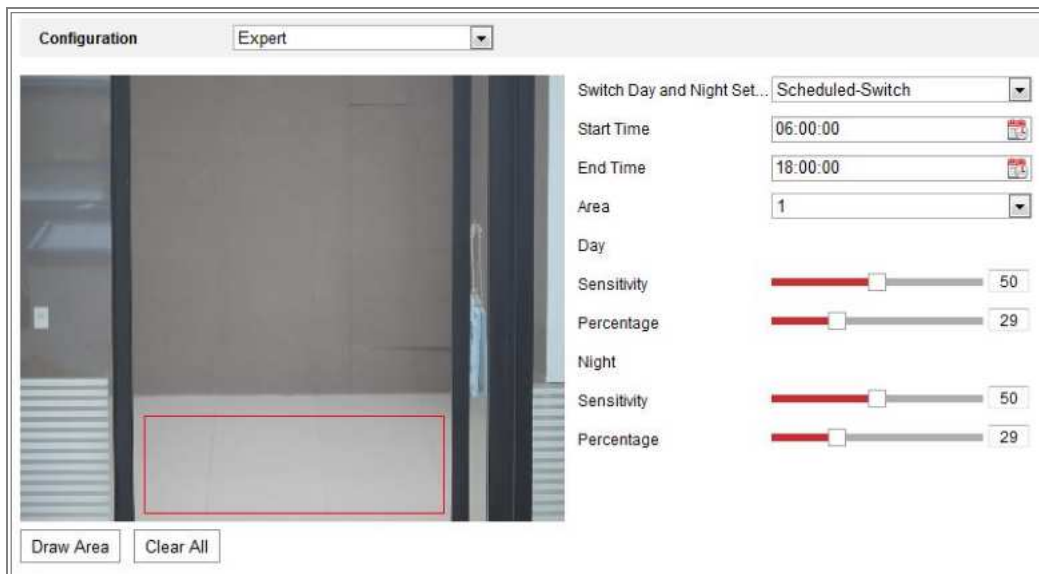 Configuration Expert
Switch Day and Night Set... Scheduled-Switch
Start Time 06:00:00
End Time 18:00:00
Area 1
Day
Sensitivity 50
Percentage 29
Night
Sensitivity 50
Percentage 29
Draw Area Clear All